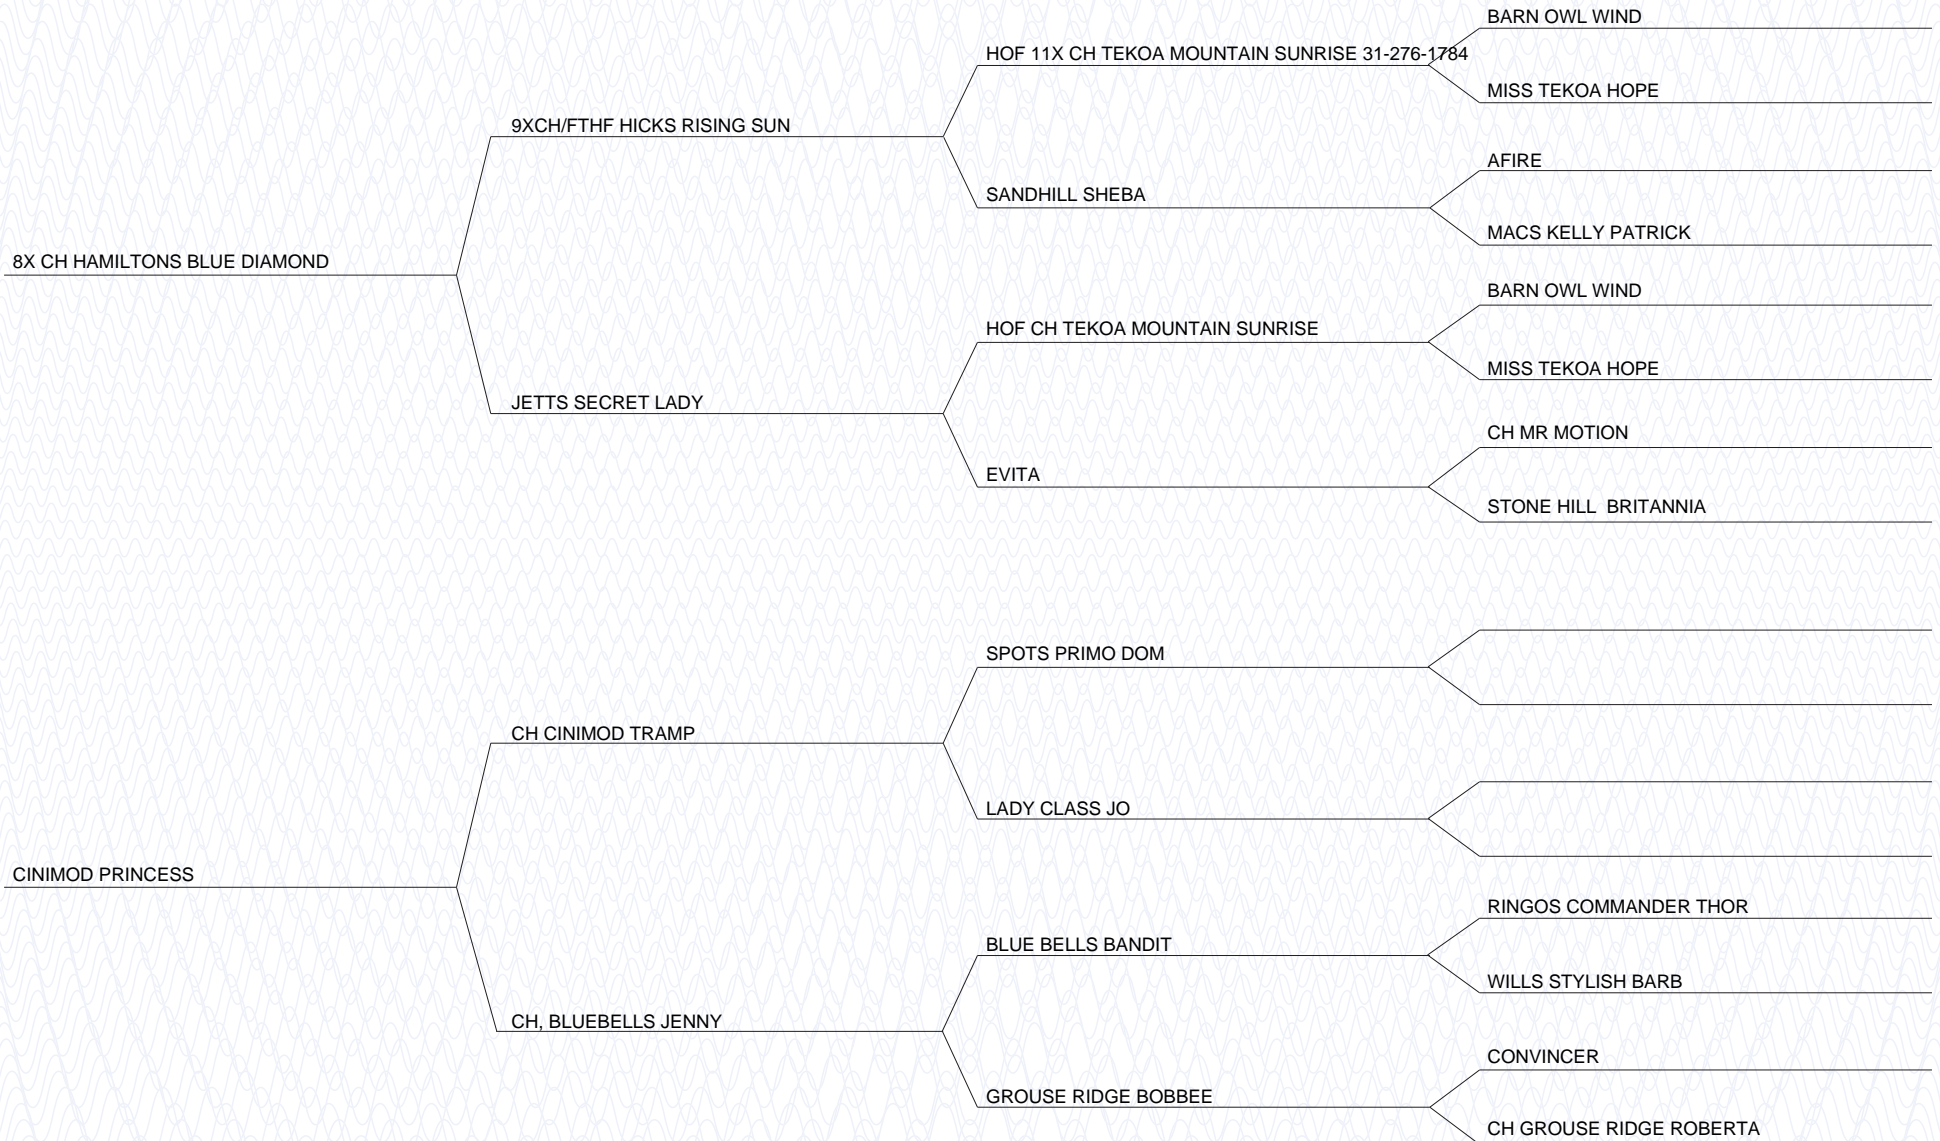 BARN OWL WIND
HOF 11X CH TEKOA MOUNTAIN SUNRISE 31-276-1784
MISS TEKOA HOPE
9XCH/FTHF HICKS RISING SUN
AFIRE
SANDHILL SHEBA
MACS KELLY PATRICK
8X CH HAMILTONS BLUE DIAMOND
BARN OWL WIND
HOF CH TEKOA MOUNTAIN SUNRISE
MISS TEKOA HOPE
JETTS SECRET LADY
CH MR MOTION
EVITA
STONE HILL  BRITANNIA
SPOTS PRIMO DOM
CH CINIMOD TRAMP
LADY CLASS JO
CINIMOD PRINCESS
RINGOS COMMANDER THOR
BLUE BELLS BANDIT
WILLS STYLISH BARB
CH, BLUEBELLS JENNY
CONVINCER
GROUSE RIDGE BOBBEE
CH GROUSE RIDGE ROBERTA